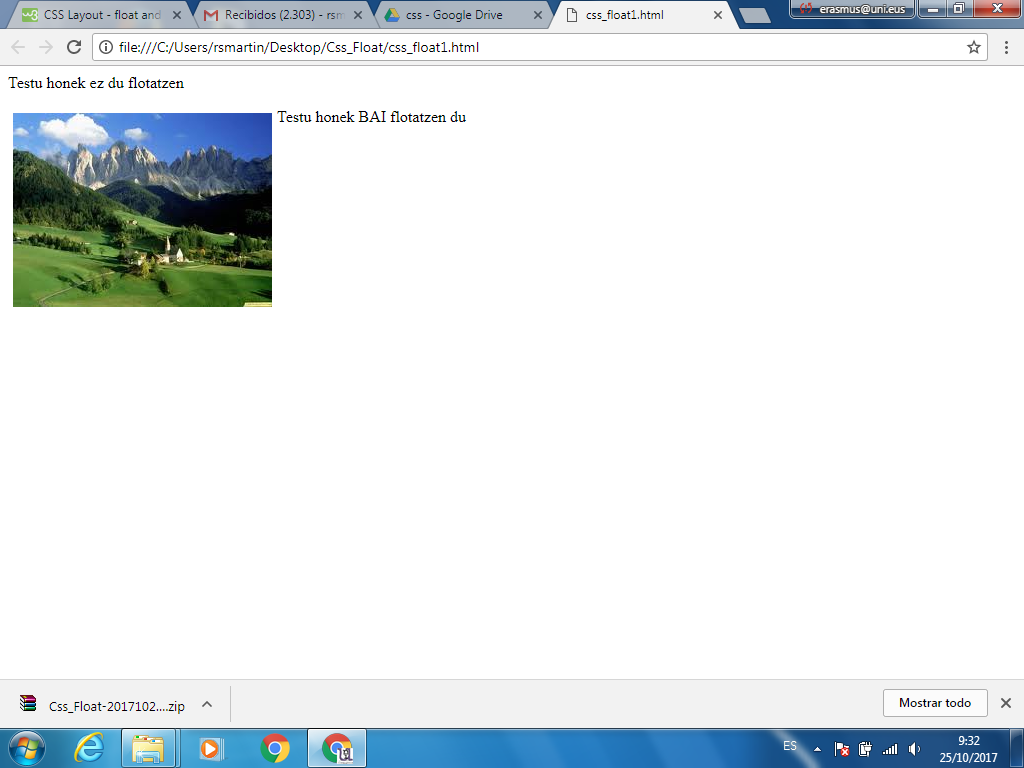 CSS Layout - float and
Recibidos (2.303) - rsm
css - Google Drive
css_float1.html
erasmus@uni.eus
file:///C:/Users/rsmartin/Desktop/Css_Float/css_float1.html
Testu honek ez du flotatzen
Testu honek BAI flotatzen du
Css_Float-2017102....zip
Mostrar todo
ES
9:32
25/10/2017